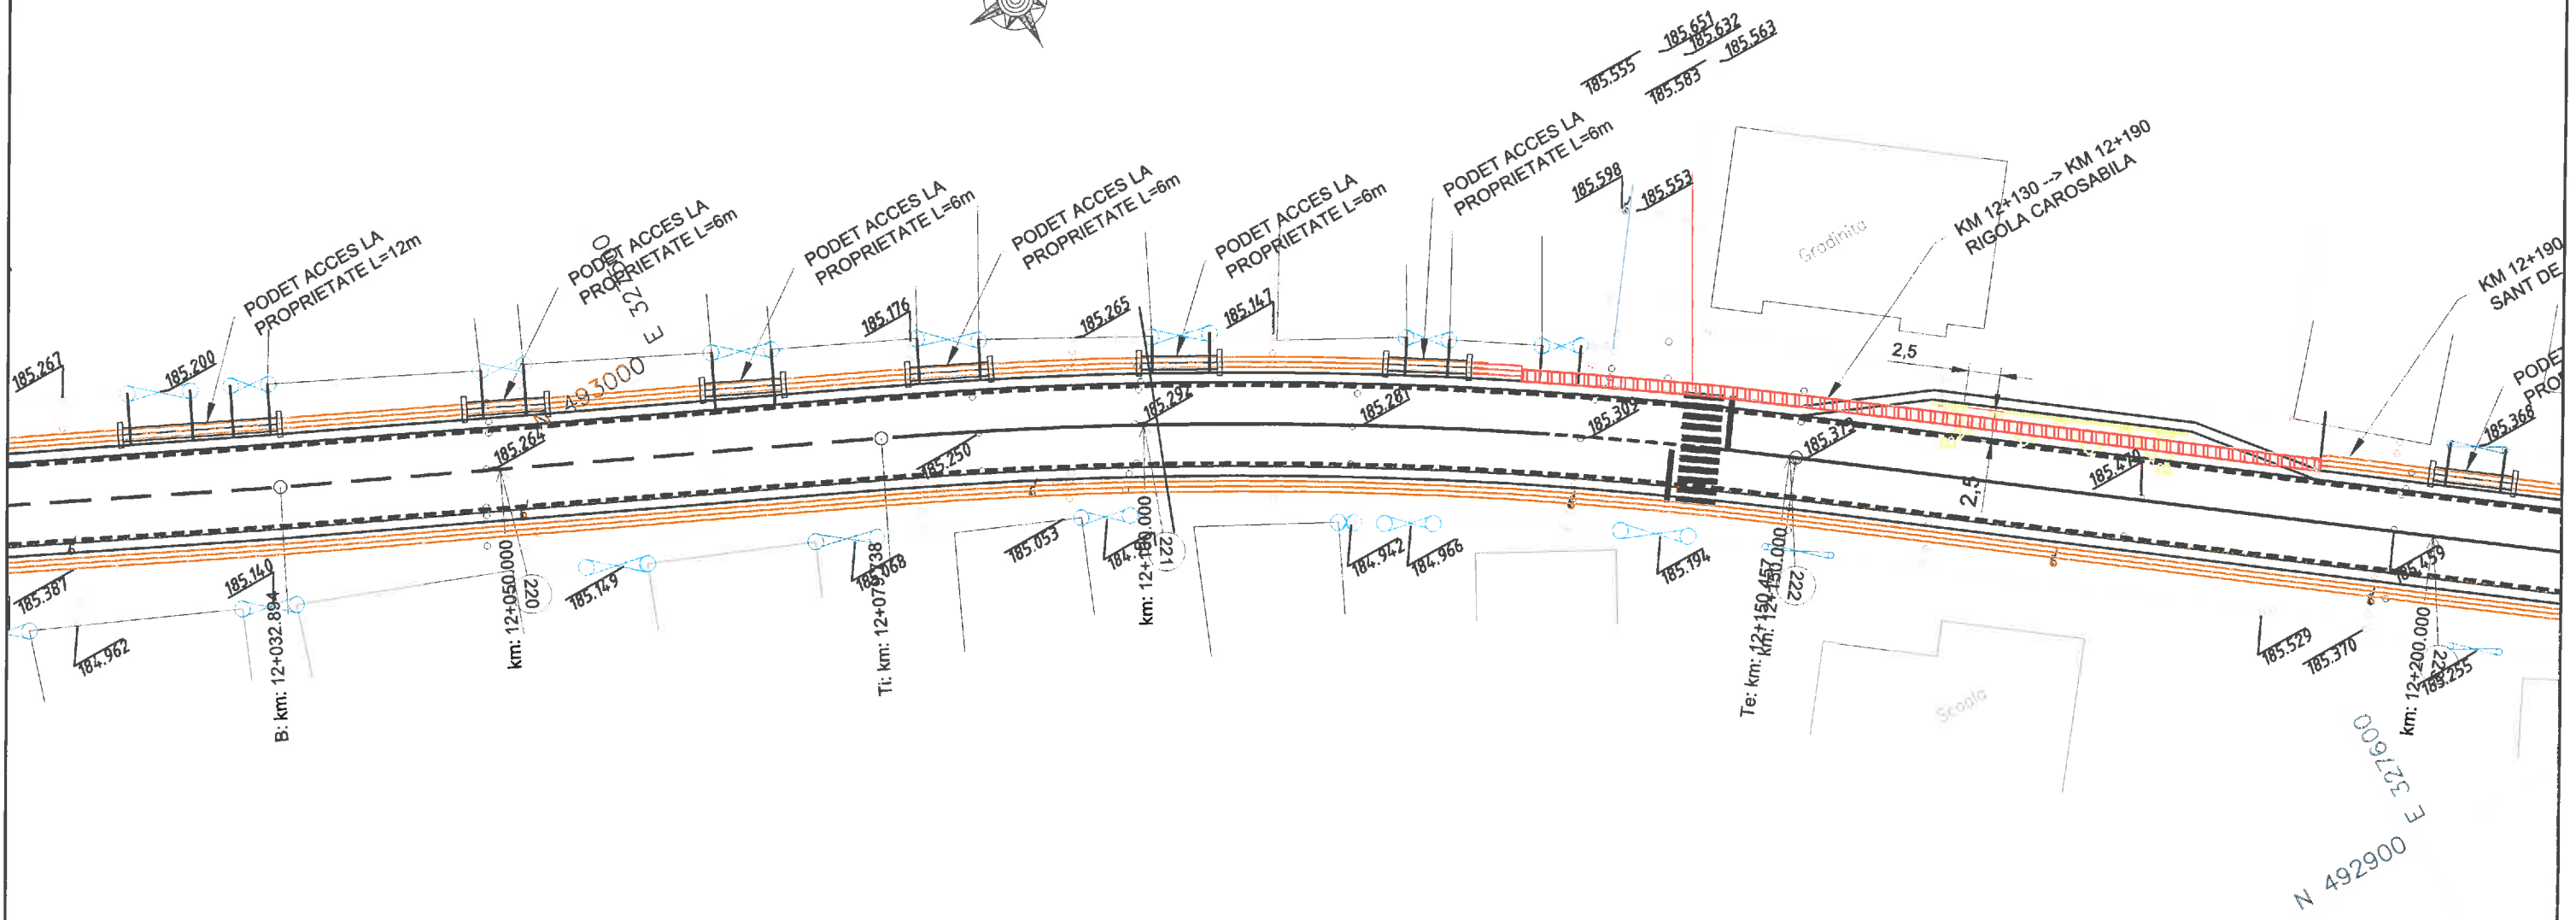 185.651
185.632
185.563
185.555
185.583
PODET ACCES LA
PROPRIETATE L=12m
PODET ACCES LA
PROPRIETATE L=6m
PODET ACCES LA
PROPRIETATE L=6m
PODET ACCES LA
PROPRIETATE L=6m
PODET ACCES LA
PROPRIETATE L=6m
PODET ACCES LA
PROPRIETATE L=6m
185.598
185.553
Gradinita
KM 12+130 --> KM 12+190
RIGOLA CAROSABILA
KM 12+190
SANT DE
PODET
PRO
185.267
185.200
N 493000 E
185.176
185.265
185.147
2,5
185.264
185.250
185.292
185.281
185.309
185.373
2,5
185.470
185.368
185.387
184.962
185.140
B: km: 12+032.894
km: 12+050.000
220
185.149
185.068
Ti: km: 12+07
185.053
km: 12+100.000
221
184.942
184.966
185.194
Te: km: 12+150.457
km: 12+150.000
222
Scoala
185.529
185.370
185.459
km: 12+200.000
185.255
N 492900 E 327600